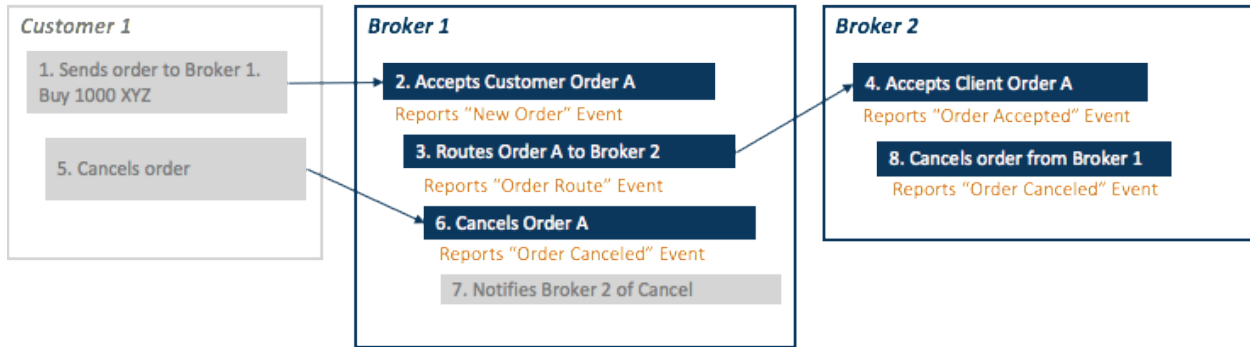 Customer 1
1. Sends order to Broker 1.
Buy 1000 XYZ
5. Cancels order
Broker 1
2. Accepts Customer Order A
Reports "New Order" Event
3. Routes Order A to Broker 2
Reports "Order Route" Event
6. Cancels Order A
Reports "Order Canceled" Event
7. Notifies Broker 2 of Cancel
Broker 2
4. Accepts Client Order A
Reports "Order Accepted" Event
8. Cancels order from Broker 1
Reports "Order Canceled" Event